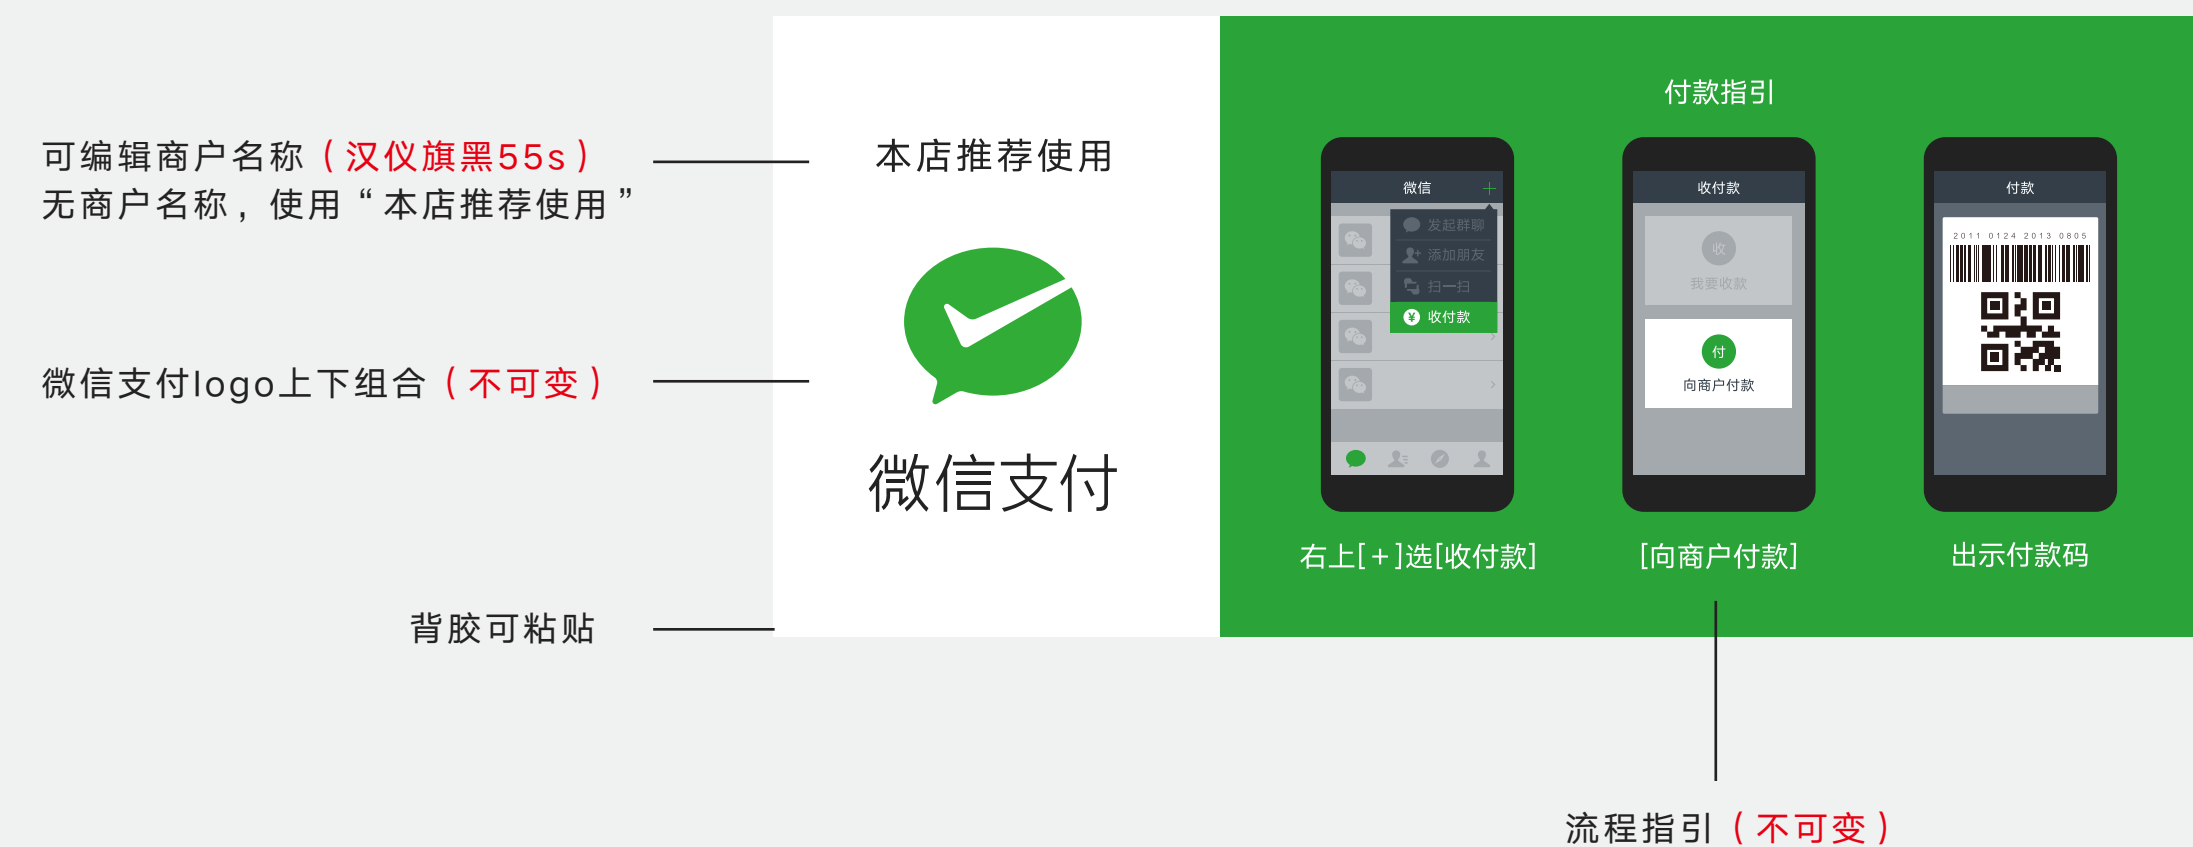 可编辑商户名称（汉仪旗黑55s）
无商户名称，使用“本店推荐使用”
微信支付logo上下组合（不可变）
背胶可粘贴
本店推荐使用
微信支付
付款指引
微信
发起群聊
添加朋友
扫一扫
收付款
右上[+]选[收付款]
收付款
收
我要收款
付
向商户付款
[向商户付款]
付款
2011 0124 2013 0805
出示付款码
流程指引（不可变）